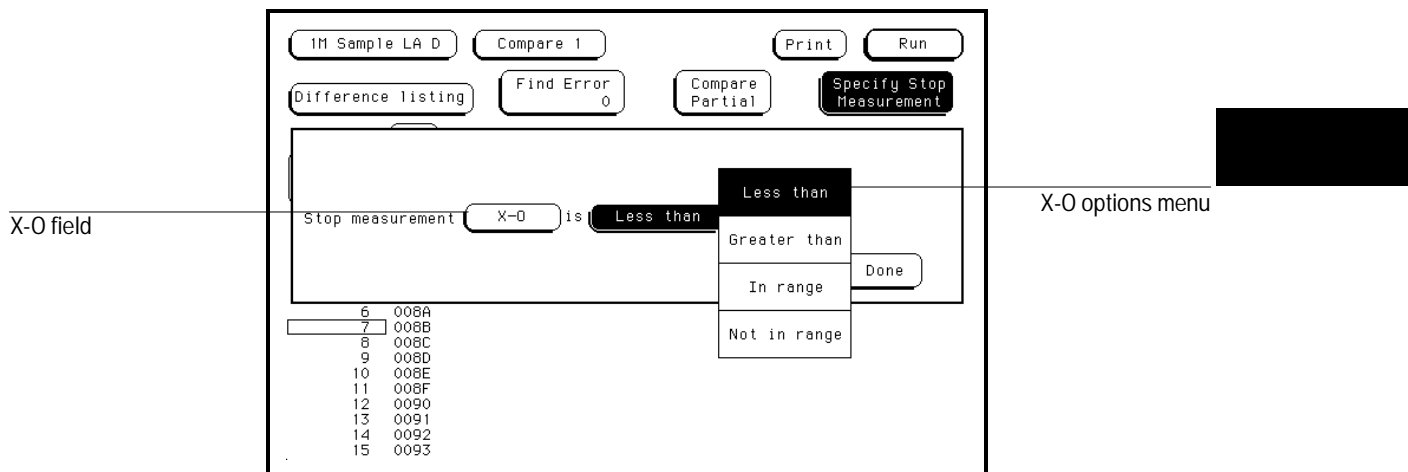 1M Sample LA D Compare 1 Print Run
Difference listing Find Error 0 Compare Partial Specify Stop Measurement
X-O field
Stop measurement X-O is Less than
Less than
Greater than
In range
Not in range
Done
X-O options menu
6 008A
7 008B
8 008C
9 008D
10 008E
11 008F
12 0090
13 0091
14 0092
15 0093